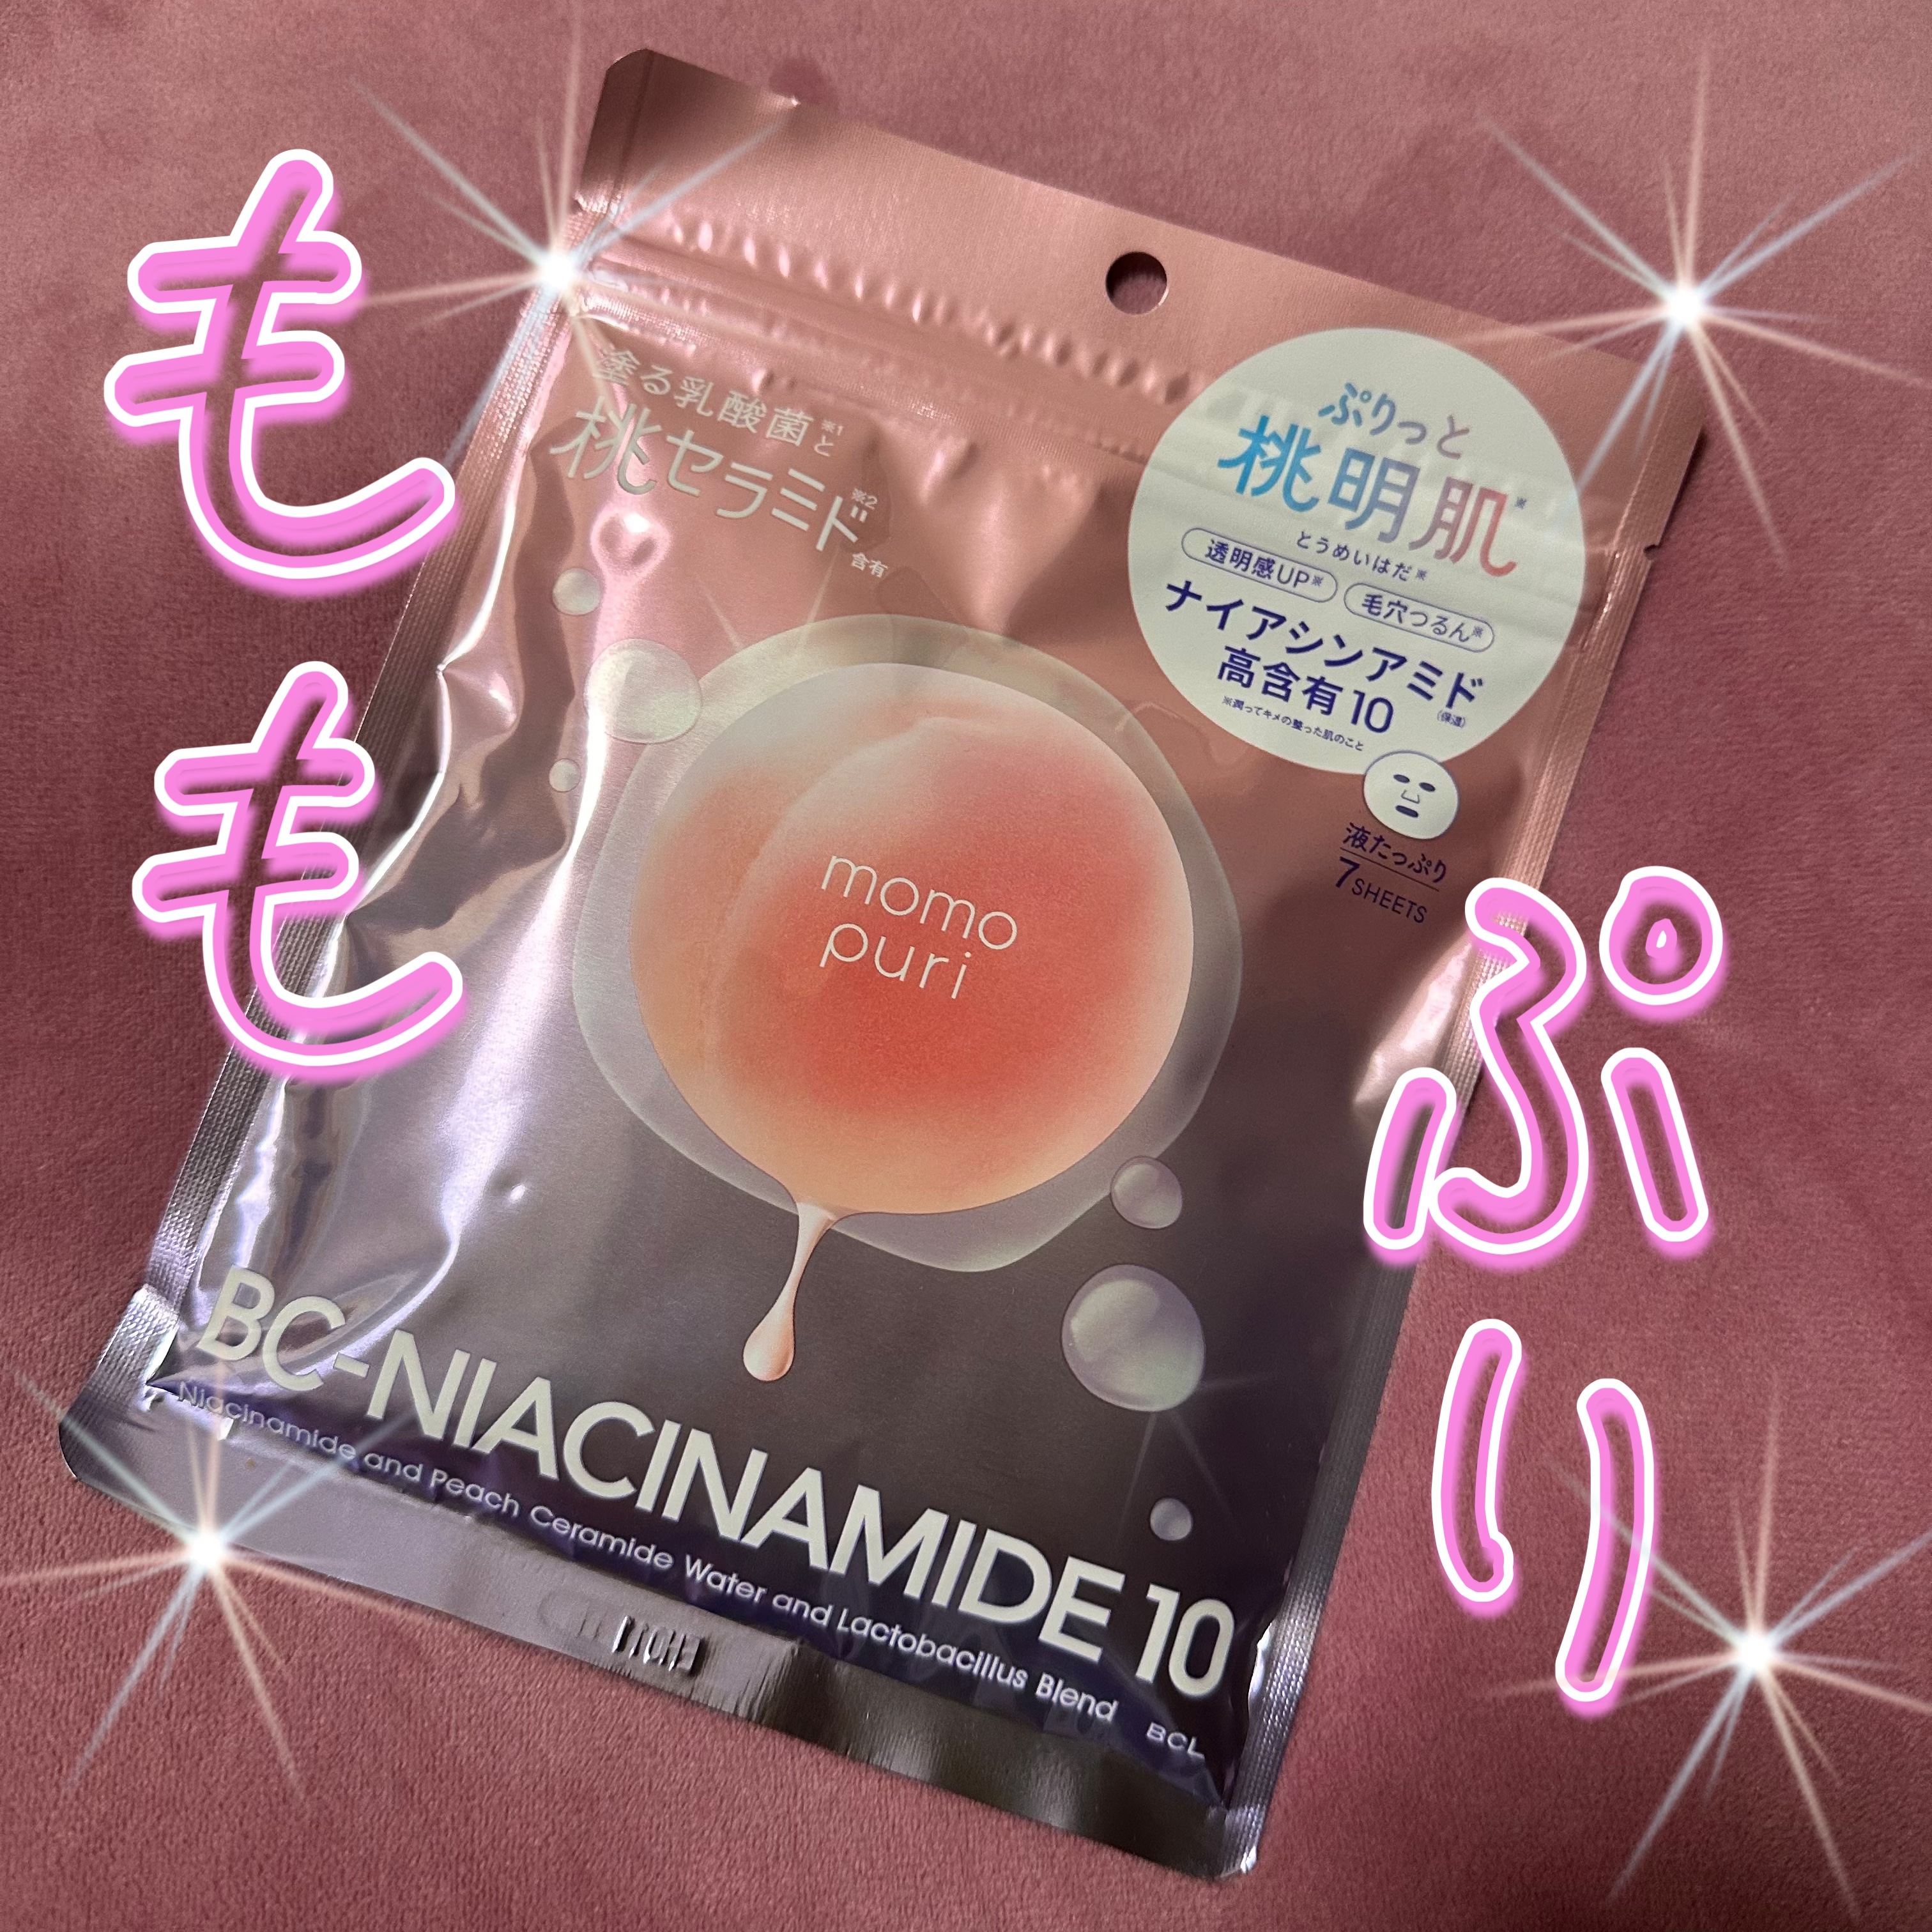 もも
ぷり
塗る乳酸菌※1と
桃セラミド※2含有
ぷりっと
桃明肌※
とうめいはだ※
透明感UP※ 毛穴つるん※
ナイアシンアミド
(保湿)
高含有10
※潤ってキメの整った肌のこと
液たっぷり
7SHEETS
momo
puri
BC-NIACINAMIDE 10
Niacinamide and Peach Ceramide Water and Lactobacillus Blend
BCL